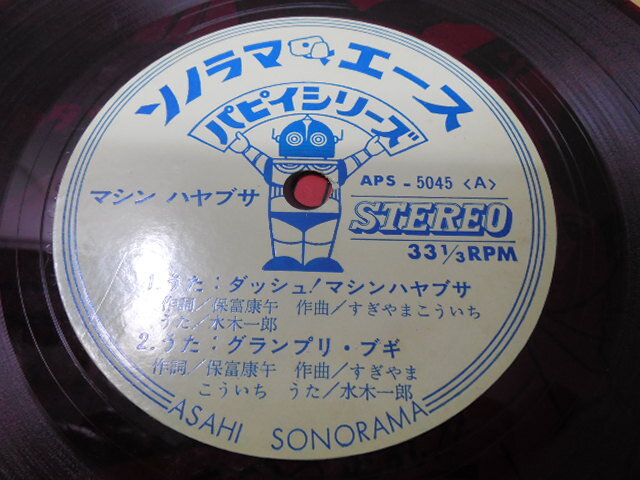 ソノラマエース
パピイシリーズ
マシン ハヤブサ
APS-5045 <A>
STEREO
33 1/3 RPM
1.うた:ダッシュ!マシンハヤブサ
作詞/保富康午 作曲/すぎやまこういち
うた/水木一郎
2.うた:グランプリ・ブギ
作詞/保富康午 作曲/すぎやま
こういち うた/水木一郎
ASAHI SONORAMA